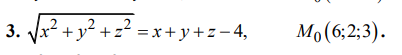 3. √(x² + y² + z²) = x + y + z − 4, M₀(6;2;3).